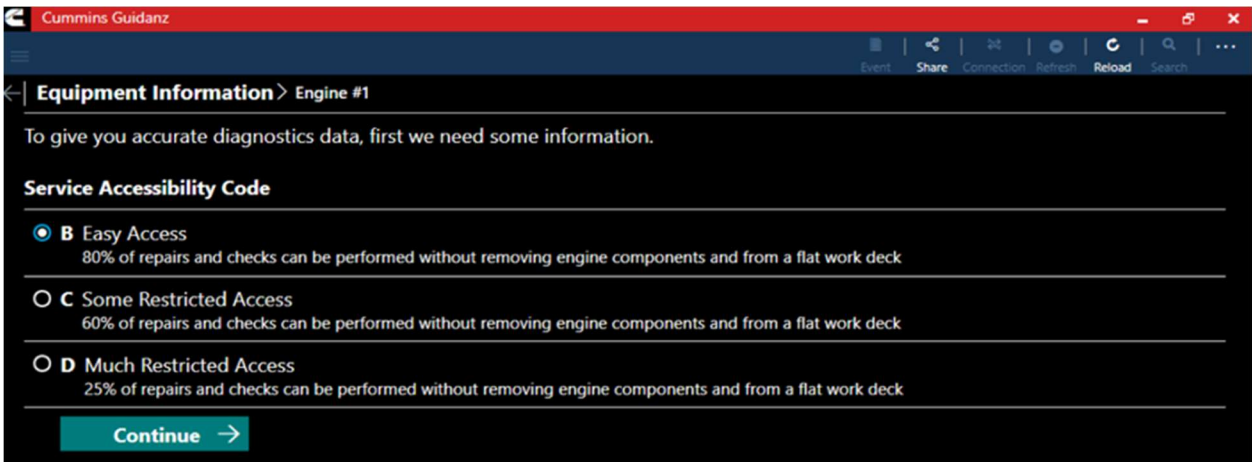 Cummins Guidanz
Event Share Connection Refresh Reload Search
Equipment Information > Engine #1
To give you accurate diagnostics data, first we need some information.
Service Accessibility Code
B Easy Access
80% of repairs and checks can be performed without removing engine components and from a flat work deck
C Some Restricted Access
60% of repairs and checks can be performed without removing engine components and from a flat work deck
D Much Restricted Access
25% of repairs and checks can be performed without removing engine components and from a flat work deck
Continue →